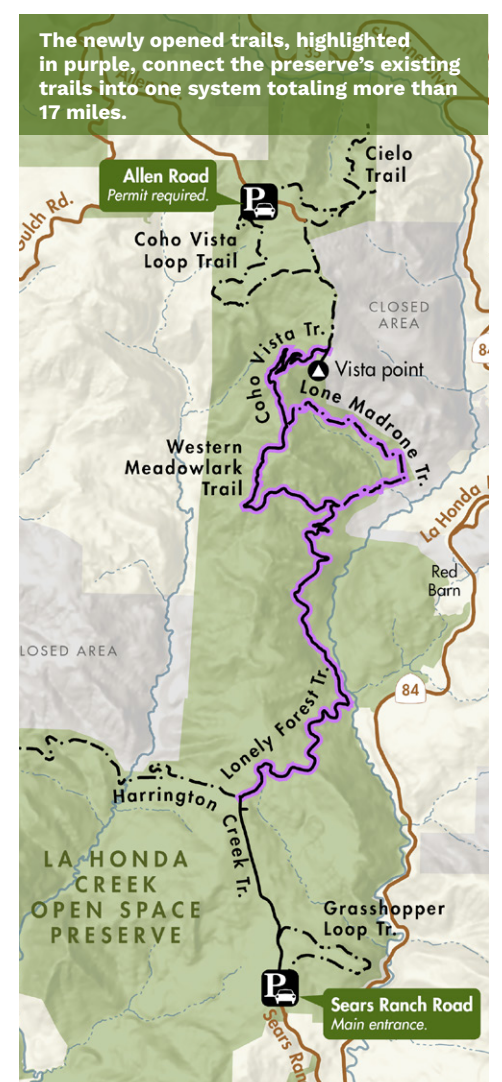 The newly opened trails, highlighted
in purple, connect the preserve's existing
trails into one system totaling more than
17 miles.
Cielo
Trail
Allen Road
Permit required.
P
Gulch Rd.
Coho Vista
Loop Trail
CLOSED
AREA
84
Coho Vista Tr.
Vista point
Lone Madrone Tr.
Western
Meadowlark
Trail
La Honda
Red
Barn
LOSED AREA
84
Lonely Forest Tr.
Harrington Creek Tr.
LA HONDA
CREEK
OPEN SPACE
PRESERVE
Grasshopper
Loop Tr.
P
Sears Ranch Road
Main entrance.
Sears Ran